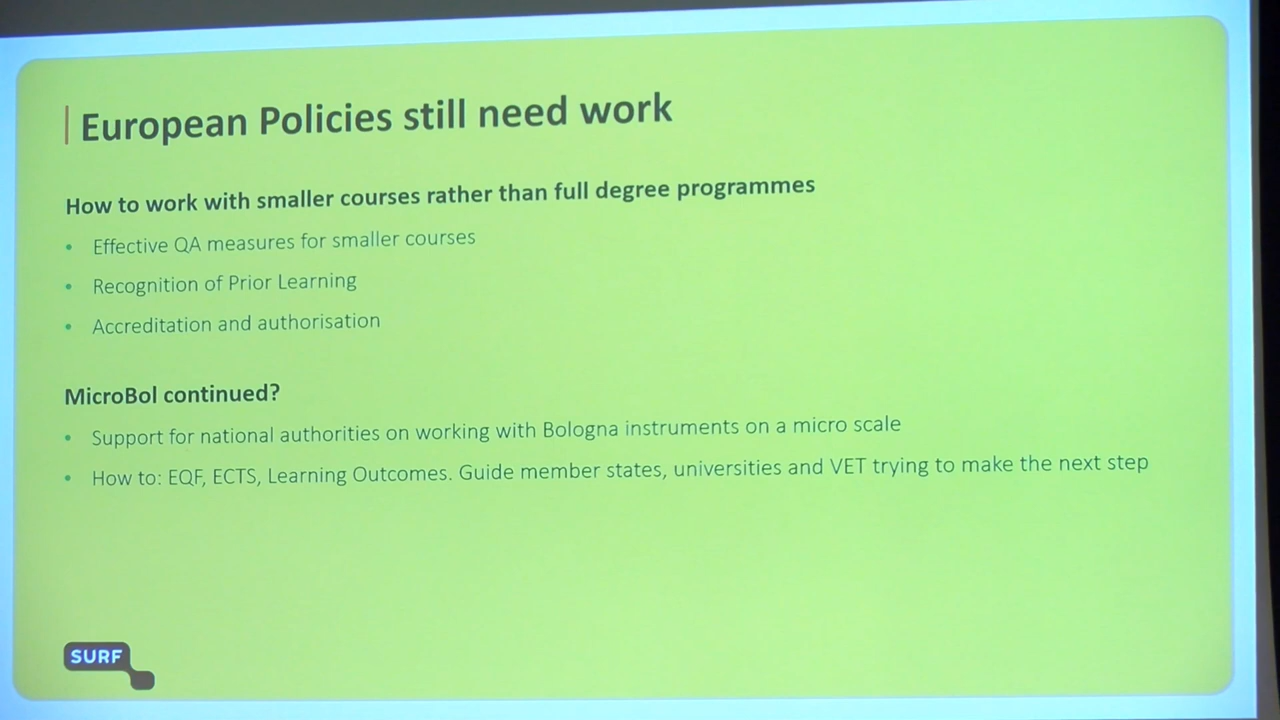 European Policies still need work
How to work with smaller courses rather than full degree programmes
• Effective QA measures for smaller courses
• Recognition of Prior Learning
• Accreditation and authorisation
MicroBol continued?
• Support for national authorities on working with Bologna instruments on a micro scale
• How to: EQF, ECTS, Learning Outcomes. Guide member states, universities and VET trying to make the next step
SURF